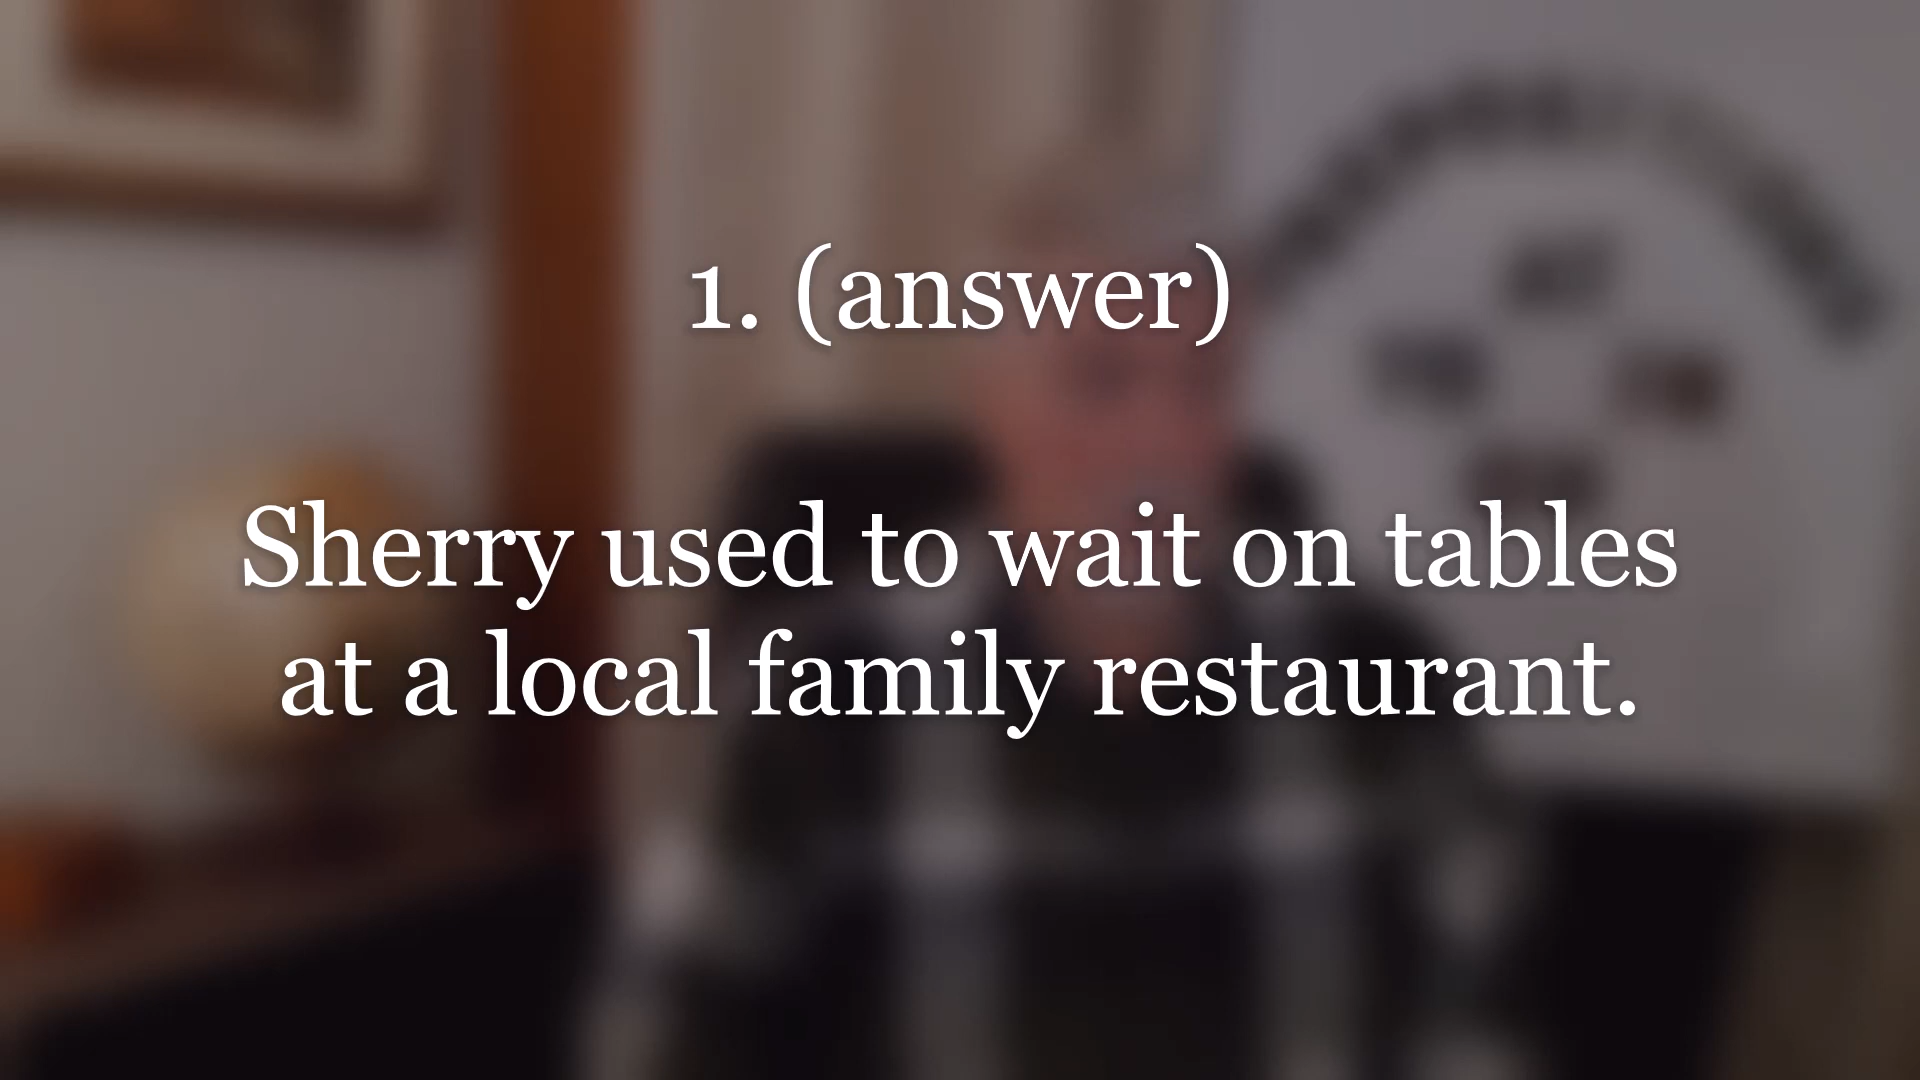 1. (answer)
Sherry used to wait on tables
at a local family restaurant.